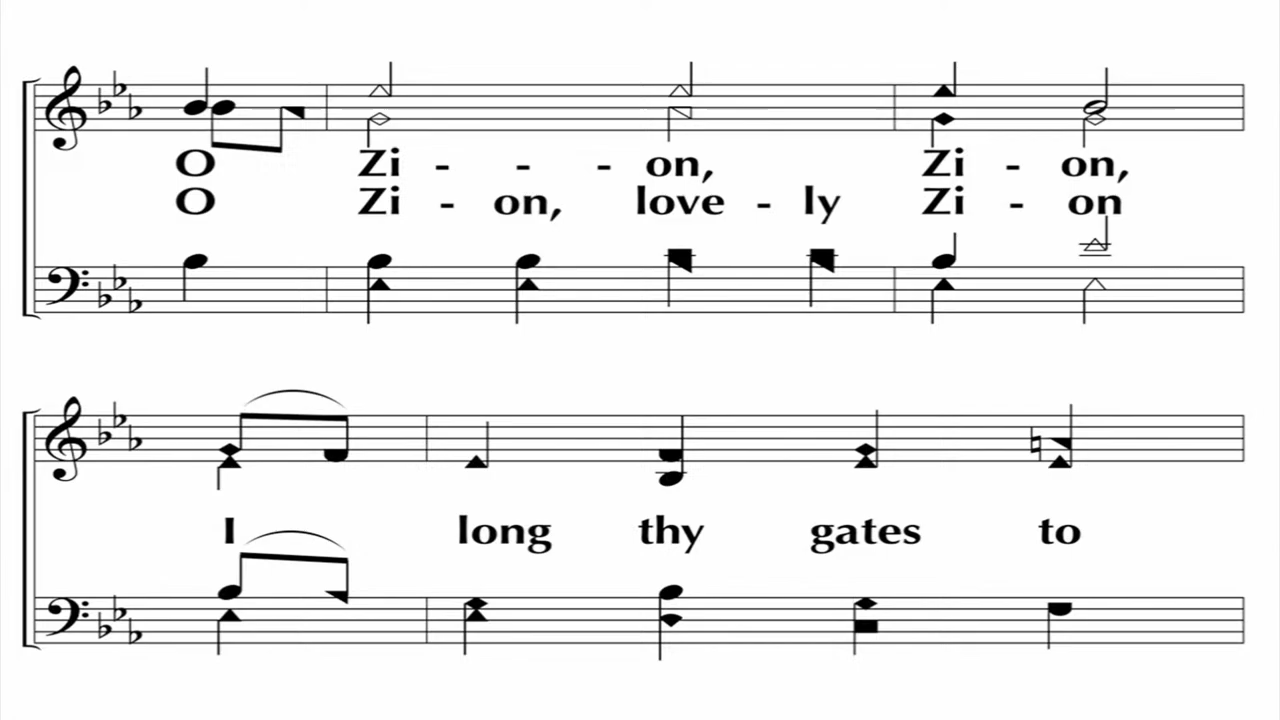 O Zi - - - on, Zi - on,
O Zi - on, love - ly Zi - on
I long thy gates to